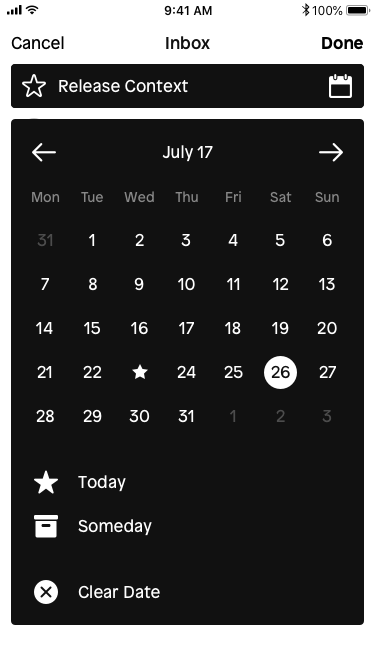 9:41 AM 100%
Cancel Inbox Done
Release Context
July 17
Mon Tue Wed Thu Fri Sat Sun
31 1 2 3 4 5 6
7 8 9 10 11 12 13
14 15 16 17 18 19 20
21 22 24 25 26 27
28 29 30 31 1 2 3
Today
Someday
Clear Date